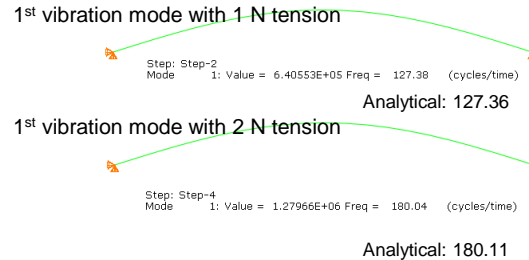 1st vibration mode with 1 N tension
Step: Step-2
Mode 1: Value = 6.40553E+05 Freq = 127.38 (cycles/time)
Analytical: 127.36
1st vibration mode with 2 N tension
Step: Step-4
Mode 1: Value = 1.27966E+06 Freq = 180.04 (cycles/time)
Analytical: 180.11